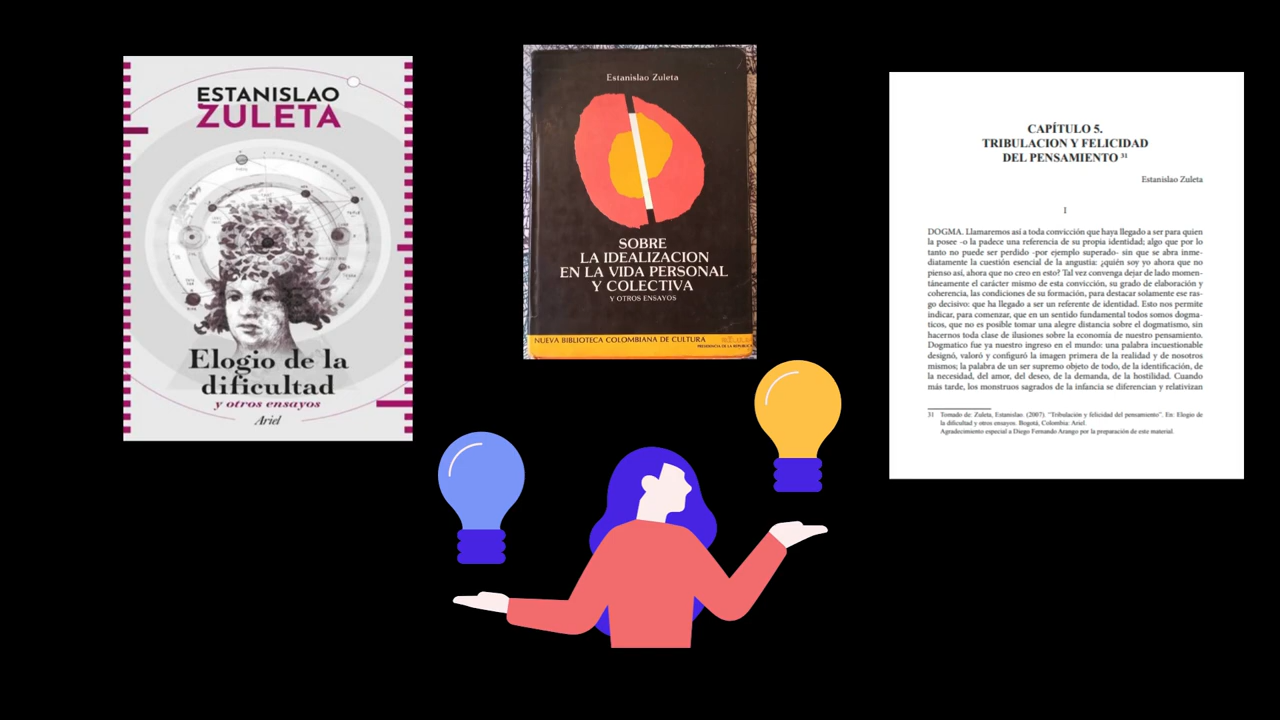 ESTANISLAO
ZULETA
Elogio de la
dificultad
y otros ensayos
Ariel
Estanislao Zuleta
SOBRE
LA IDEALIZACION
EN LA VIDA PERSONAL
Y COLECTIVA
Y OTROS ENSAYOS
NUEVA BIBLIOTECA COLOMBIANA DE CULTURA
PRESIDENCIA DE LA REPUBLICA
CAPÍTULO 5.
TRIBULACION Y FELICIDAD
DEL PENSAMIENTO 31
Estanislao Zuleta
I
DOGMA. Llamaremos así a toda convicción que haya llegado a ser para quien
la posee -o la padece una referencia de su propia identidad; algo que por lo
tanto no puede ser perdido -por ejemplo superado- sin que se abra inme-
diatamente la cuestión esencial de la angustia: ¿quién soy yo ahora que no
pienso así, ahora que no creo en esto? Tal vez convenga dejar de lado momen-
táneamente el carácter mismo de esta convicción, su grado de elaboración y
coherencia, las condiciones de su formación, para destacar solamente ese ras-
go decisivo: que ha llegado a ser un referente de identidad. Esto nos permite
indicar, para comenzar, que en un sentido fundamental todos somos dogma-
ticos, que no es posible tomar una alegre distancia sobre el dogmatismo, sin
hacernos toda clase de ilusiones sobre la economía de nuestro pensamiento.
Dogmatico fue ya nuestro ingreso en el mundo: una palabra incuestionable
designó, valoró y configuró la imagen primera de la realidad y de nosotros
mismos; la palabra de un ser supremo objeto de todo, de la identificación, de
la necesidad, del amor, del deseo, de la demanda, de la hostilidad. Cuando
más tarde, los monstruos sagrados de la infancia se diferencian y relativizan
31 Tomado de: Zuleta, Estanislao. (2007). "Tribulación y felicidad del pensamiento". En: Elogio de
la dificultad y otros ensayos. Bogotá, Colombia: Ariel.
Agradecimiento especial a Diego Fernando Arango por la preparación de este material.